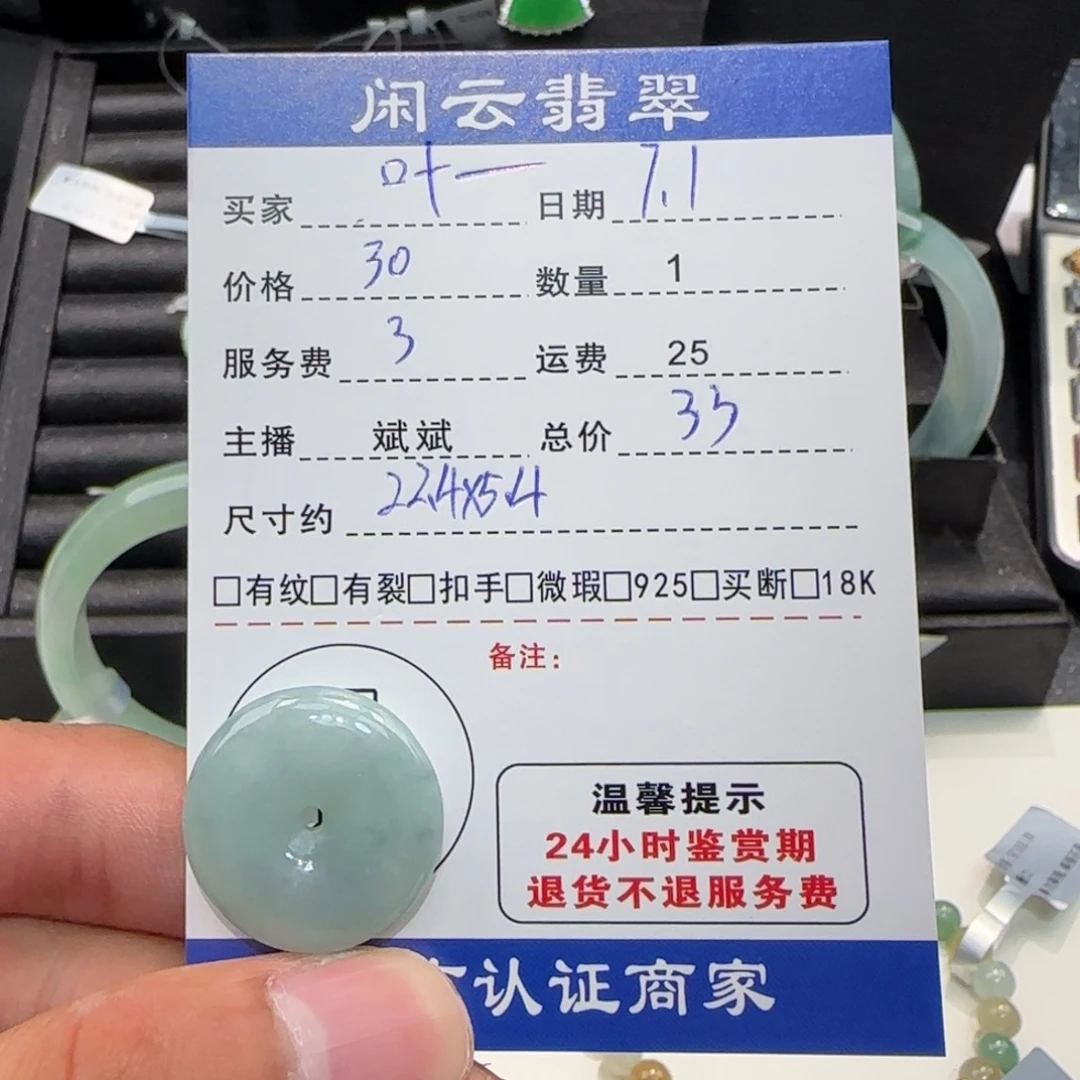 闲云翡翠
买家 叶一 日期 7.1
价格 30 数量 1
服务费 3 运费 25
主播 斌斌 总价 33
尺寸约 22.4x5.4
□有纹□有裂□扣手□微瑕□925□买断□18K
备注：
温馨提示
24小时鉴赏期
退货不退服务费
认证商家